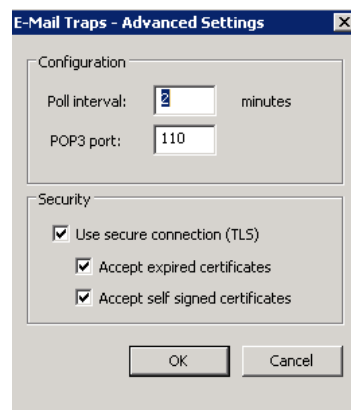 E-Mail Traps - Advanced Settings
Configuration
Poll interval: 2 minutes
POP3 port: 110
Security
Use secure connection (TLS)
Accept expired certificates
Accept self signed certificates
OK Cancel